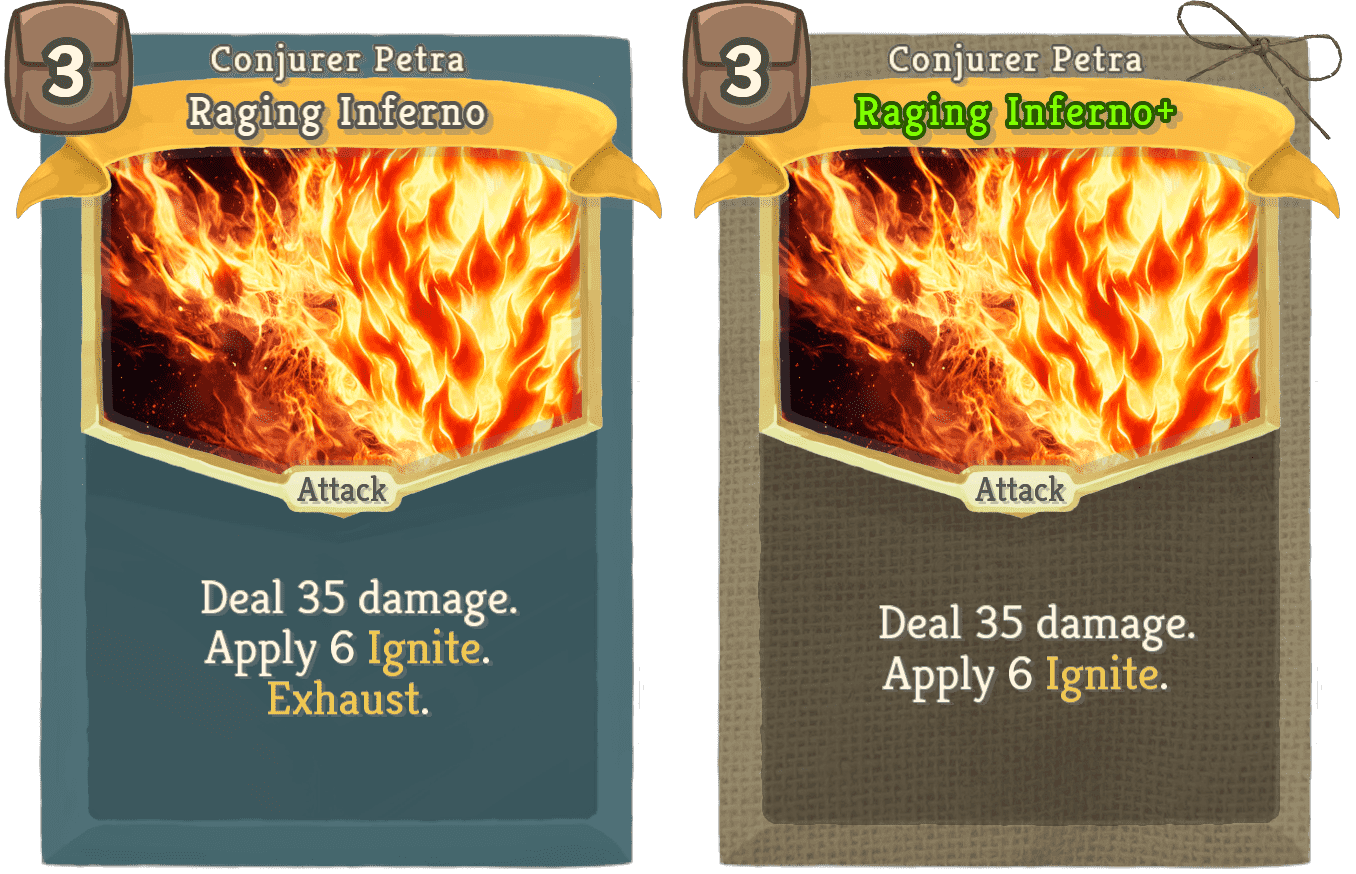 3
Conjurer Petra
Raging Inferno
Attack
Deal 35 damage.
Apply 6 Ignite.
Exhaust.
3
Conjurer Petra
Raging Inferno+
Attack
Deal 35 damage.
Apply 6 Ignite.